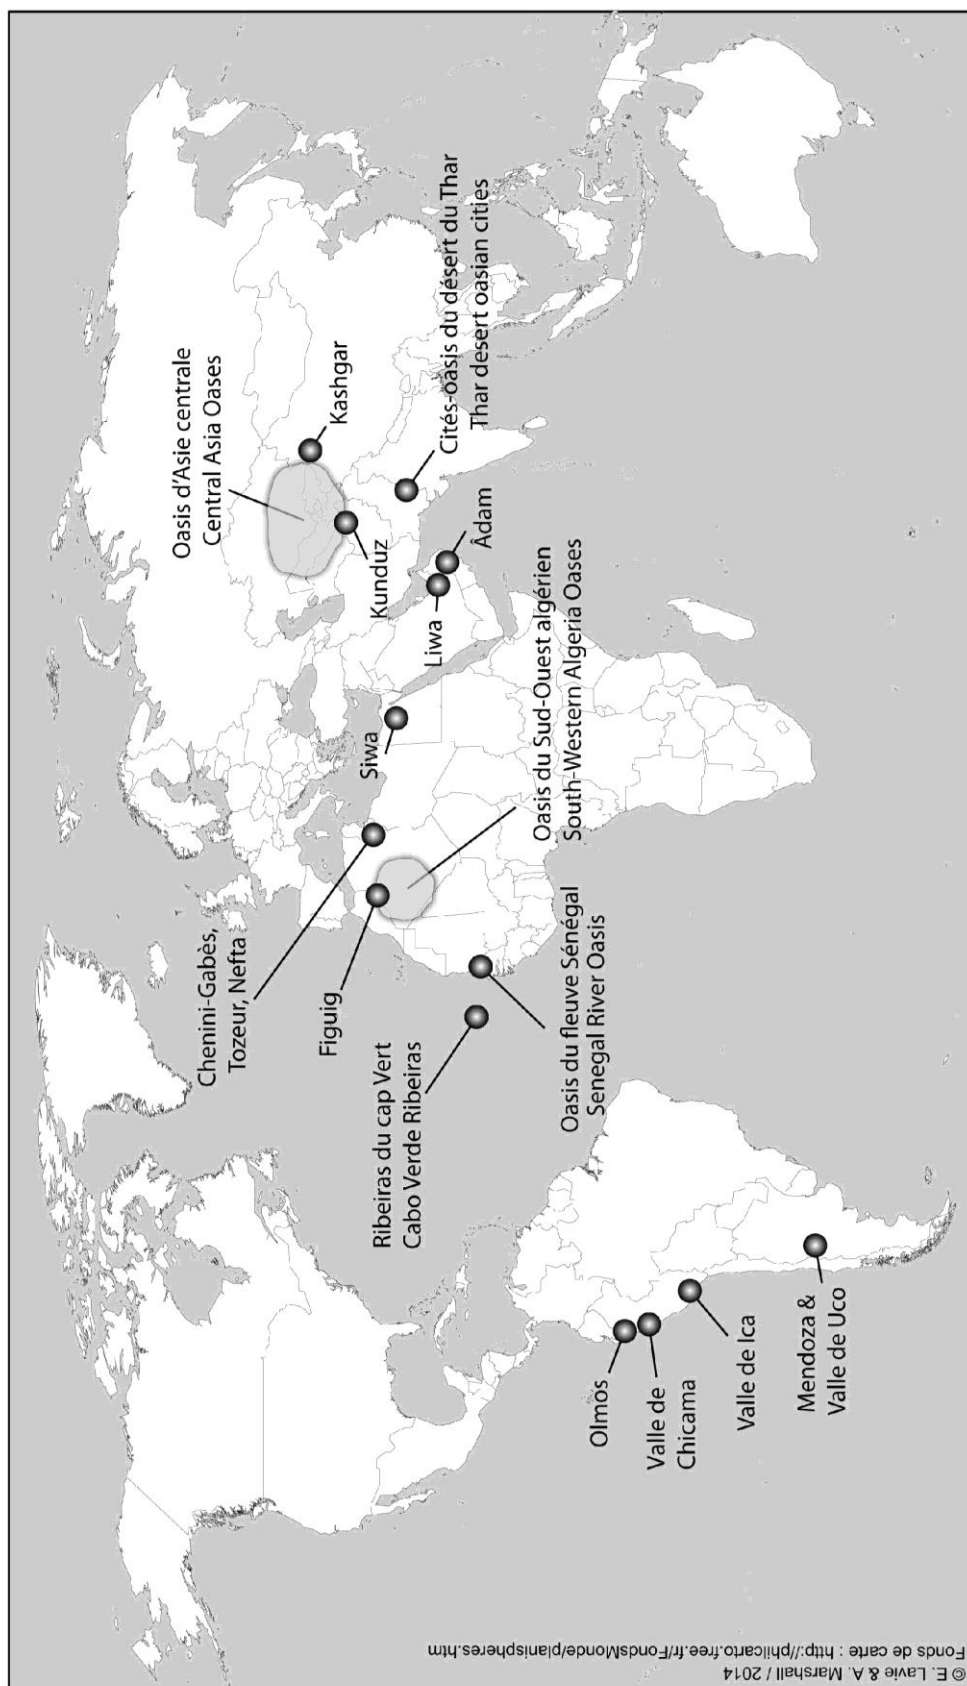 Oasis d'Asie centrale
Central Asia Oases
Kashgar
Kunduz
Cités-oasis du désert du Thar
Thar desert oasian cities
Âdam
Liwa
Siwa
Chenini-Gabès,
Tozeur, Nefta
Figuig
Oasis du Sud-Ouest algérien
South-Western Algeria Oases
Ribeiras du cap Vert
Cabo Verde Ribeiras
Oasis du fleuve Sénégal
Senegal River Oasis
Olmos
Valle de
Chicama
Valle de Ica
Mendoza &
Valle de Uco
© E. Lavie & A. Marshall / 2014
Fonds de carte : http://philcarto.free.fr/FondsMonde/planispheres.htm